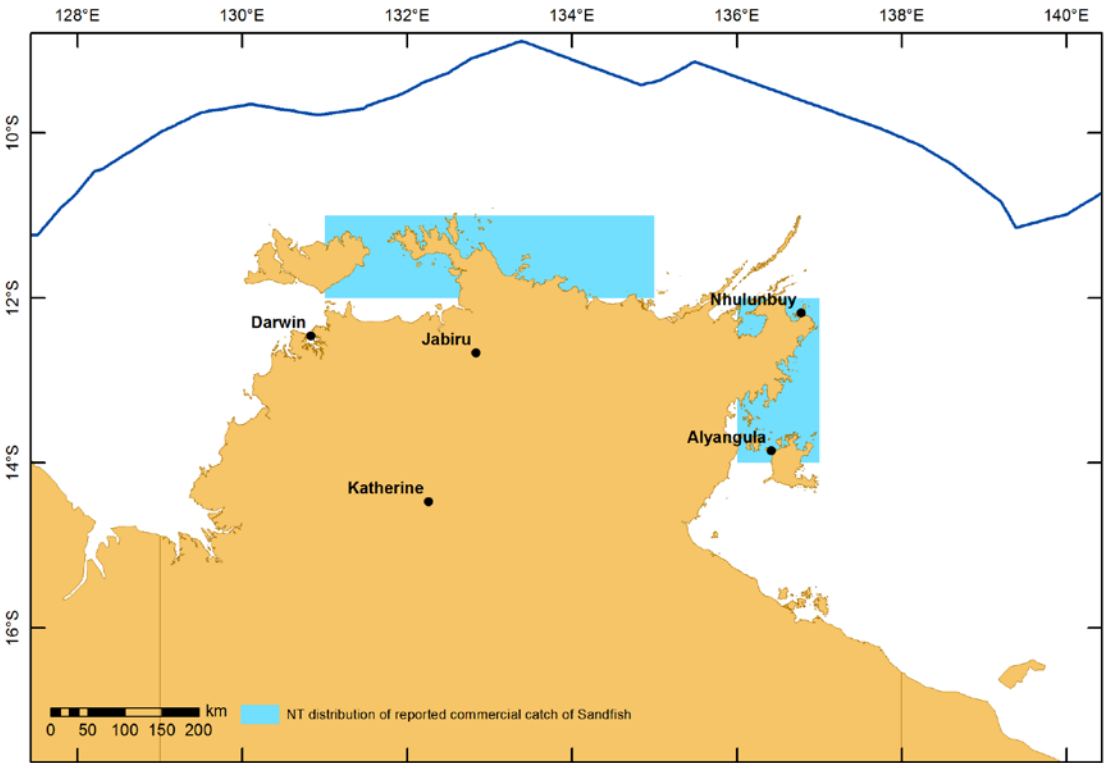 128°E 130°E 132°E 134°E 136°E 138°E 140°E
10°S
12°S
Nhulunbuy
Darwin
Jabiru
Alyangula
14°S
Katherine
16°S
km
0 50 100 150 200
NT distribution of reported commercial catch of Sandfish